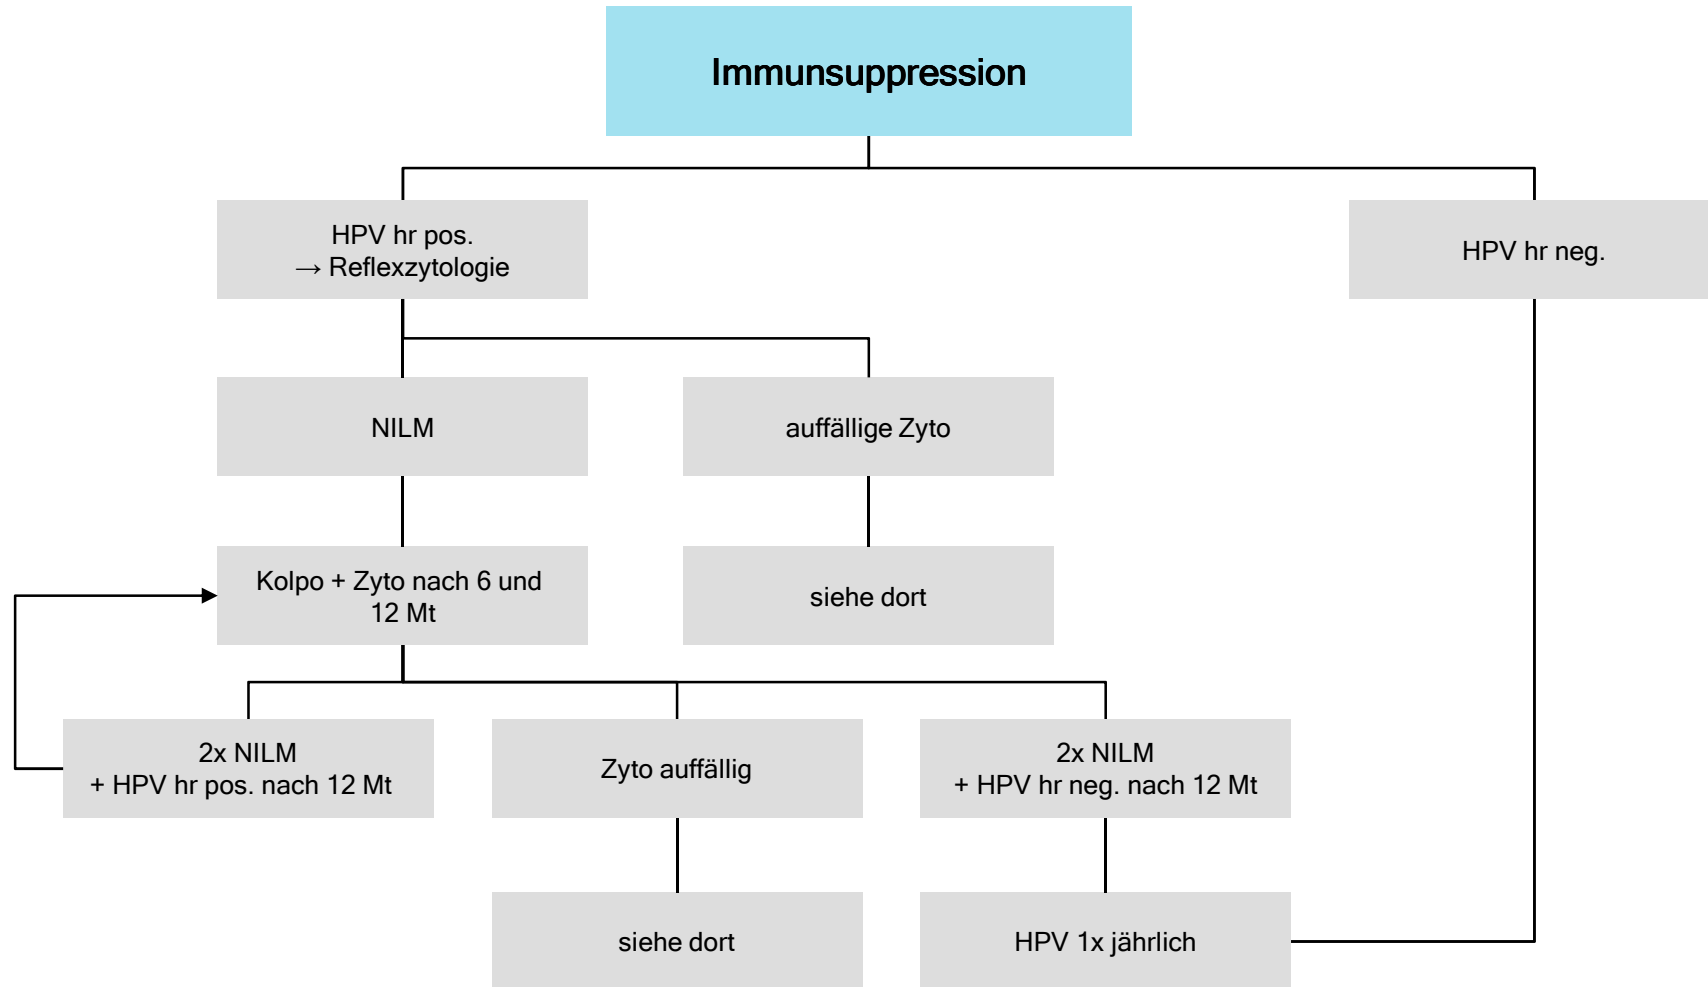 Immunsuppression
HPV hr pos.
→ Reflexzytologie
HPV hr neg.
NILM
auffällige Zyto
Kolpo + Zyto nach 6 und
12 Mt
siehe dort
2x NILM
+ HPV hr pos. nach 12 Mt
Zyto auffällig
2x NILM
+ HPV hr neg. nach 12 Mt
siehe dort
HPV 1x jährlich